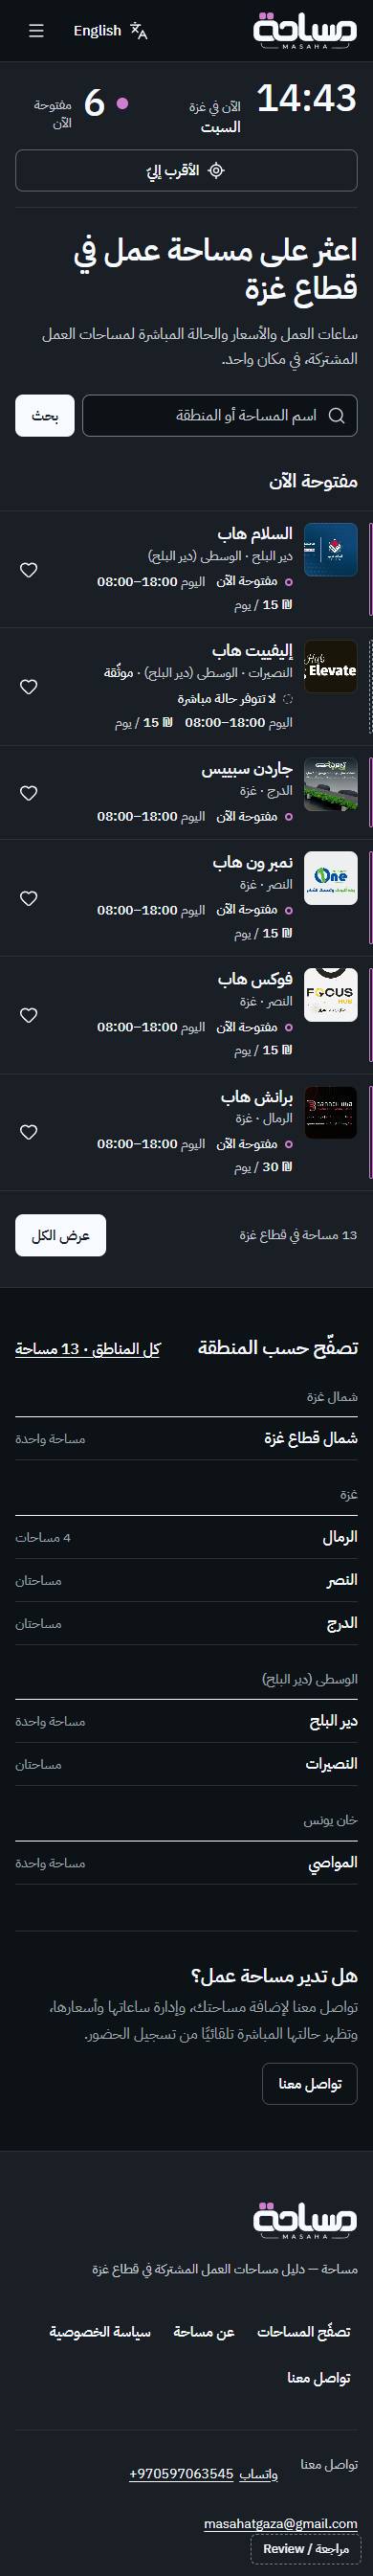 مساحة
MASAHA
English
14:43
الآن في غزة
السبت
6
مفتوحة
الآن
الأقرب إليّ
اعثر على مساحة عمل في
قطاع غزة
ساعات العمل والأسعار والحالة المباشرة لمساحات العمل
المشتركة، في مكان واحد.
اسم المساحة أو المنطقة
بحث
مفتوحة الآن
السلام هاب
دير البلح · الوسطى (دير البلح)
مفتوحة الآن اليوم 08:00–18:00
₪ 15 / يوم
Elevate
إليفييت هاب
النصيرات · الوسطى (دير البلح) · موثّقة
لا تتوفر حالة مباشرة
اليوم 08:00–18:00 ₪ 15 / يوم
جاردن سبييس
الدرج · غزة
مفتوحة الآن اليوم 08:00–18:00
One
نمبر ون هاب
النصر · غزة
مفتوحة الآن اليوم 08:00–18:00
₪ 15 / يوم
FOCUS
HUB
فوكس هاب
النصر · غزة
مفتوحة الآن اليوم 08:00–18:00
₪ 15 / يوم
برانش هاب
الرمال · غزة
مفتوحة الآن اليوم 08:00–18:00
₪ 30 / يوم
13 مساحة في قطاع غزة
عرض الكل
تصفّح حسب المنطقة
كل المناطق · 13 مساحة
شمال غزة
شمال قطاع غزة مساحة واحدة
غزة
الرمال 4 مساحات
النصر مساحتان
الدرج مساحتان
الوسطى (دير البلح)
دير البلح مساحة واحدة
النصيرات مساحتان
خان يونس
المواصي مساحة واحدة
هل تدير مساحة عمل؟
تواصل معنا لإضافة مساحتك، وإدارة ساعاتها وأسعارها،
وتظهر حالتها المباشرة تلقائيًا من تسجيل الحضور.
تواصل معنا
مساحة
MASAHA
مساحة — دليل مساحات العمل المشتركة في قطاع غزة
تصفّح المساحات عن مساحة سياسة الخصوصية
تواصل معنا
تواصل معنا
واتساب +970597063545
masahatgaza@gmail.com
مراجعة / Review